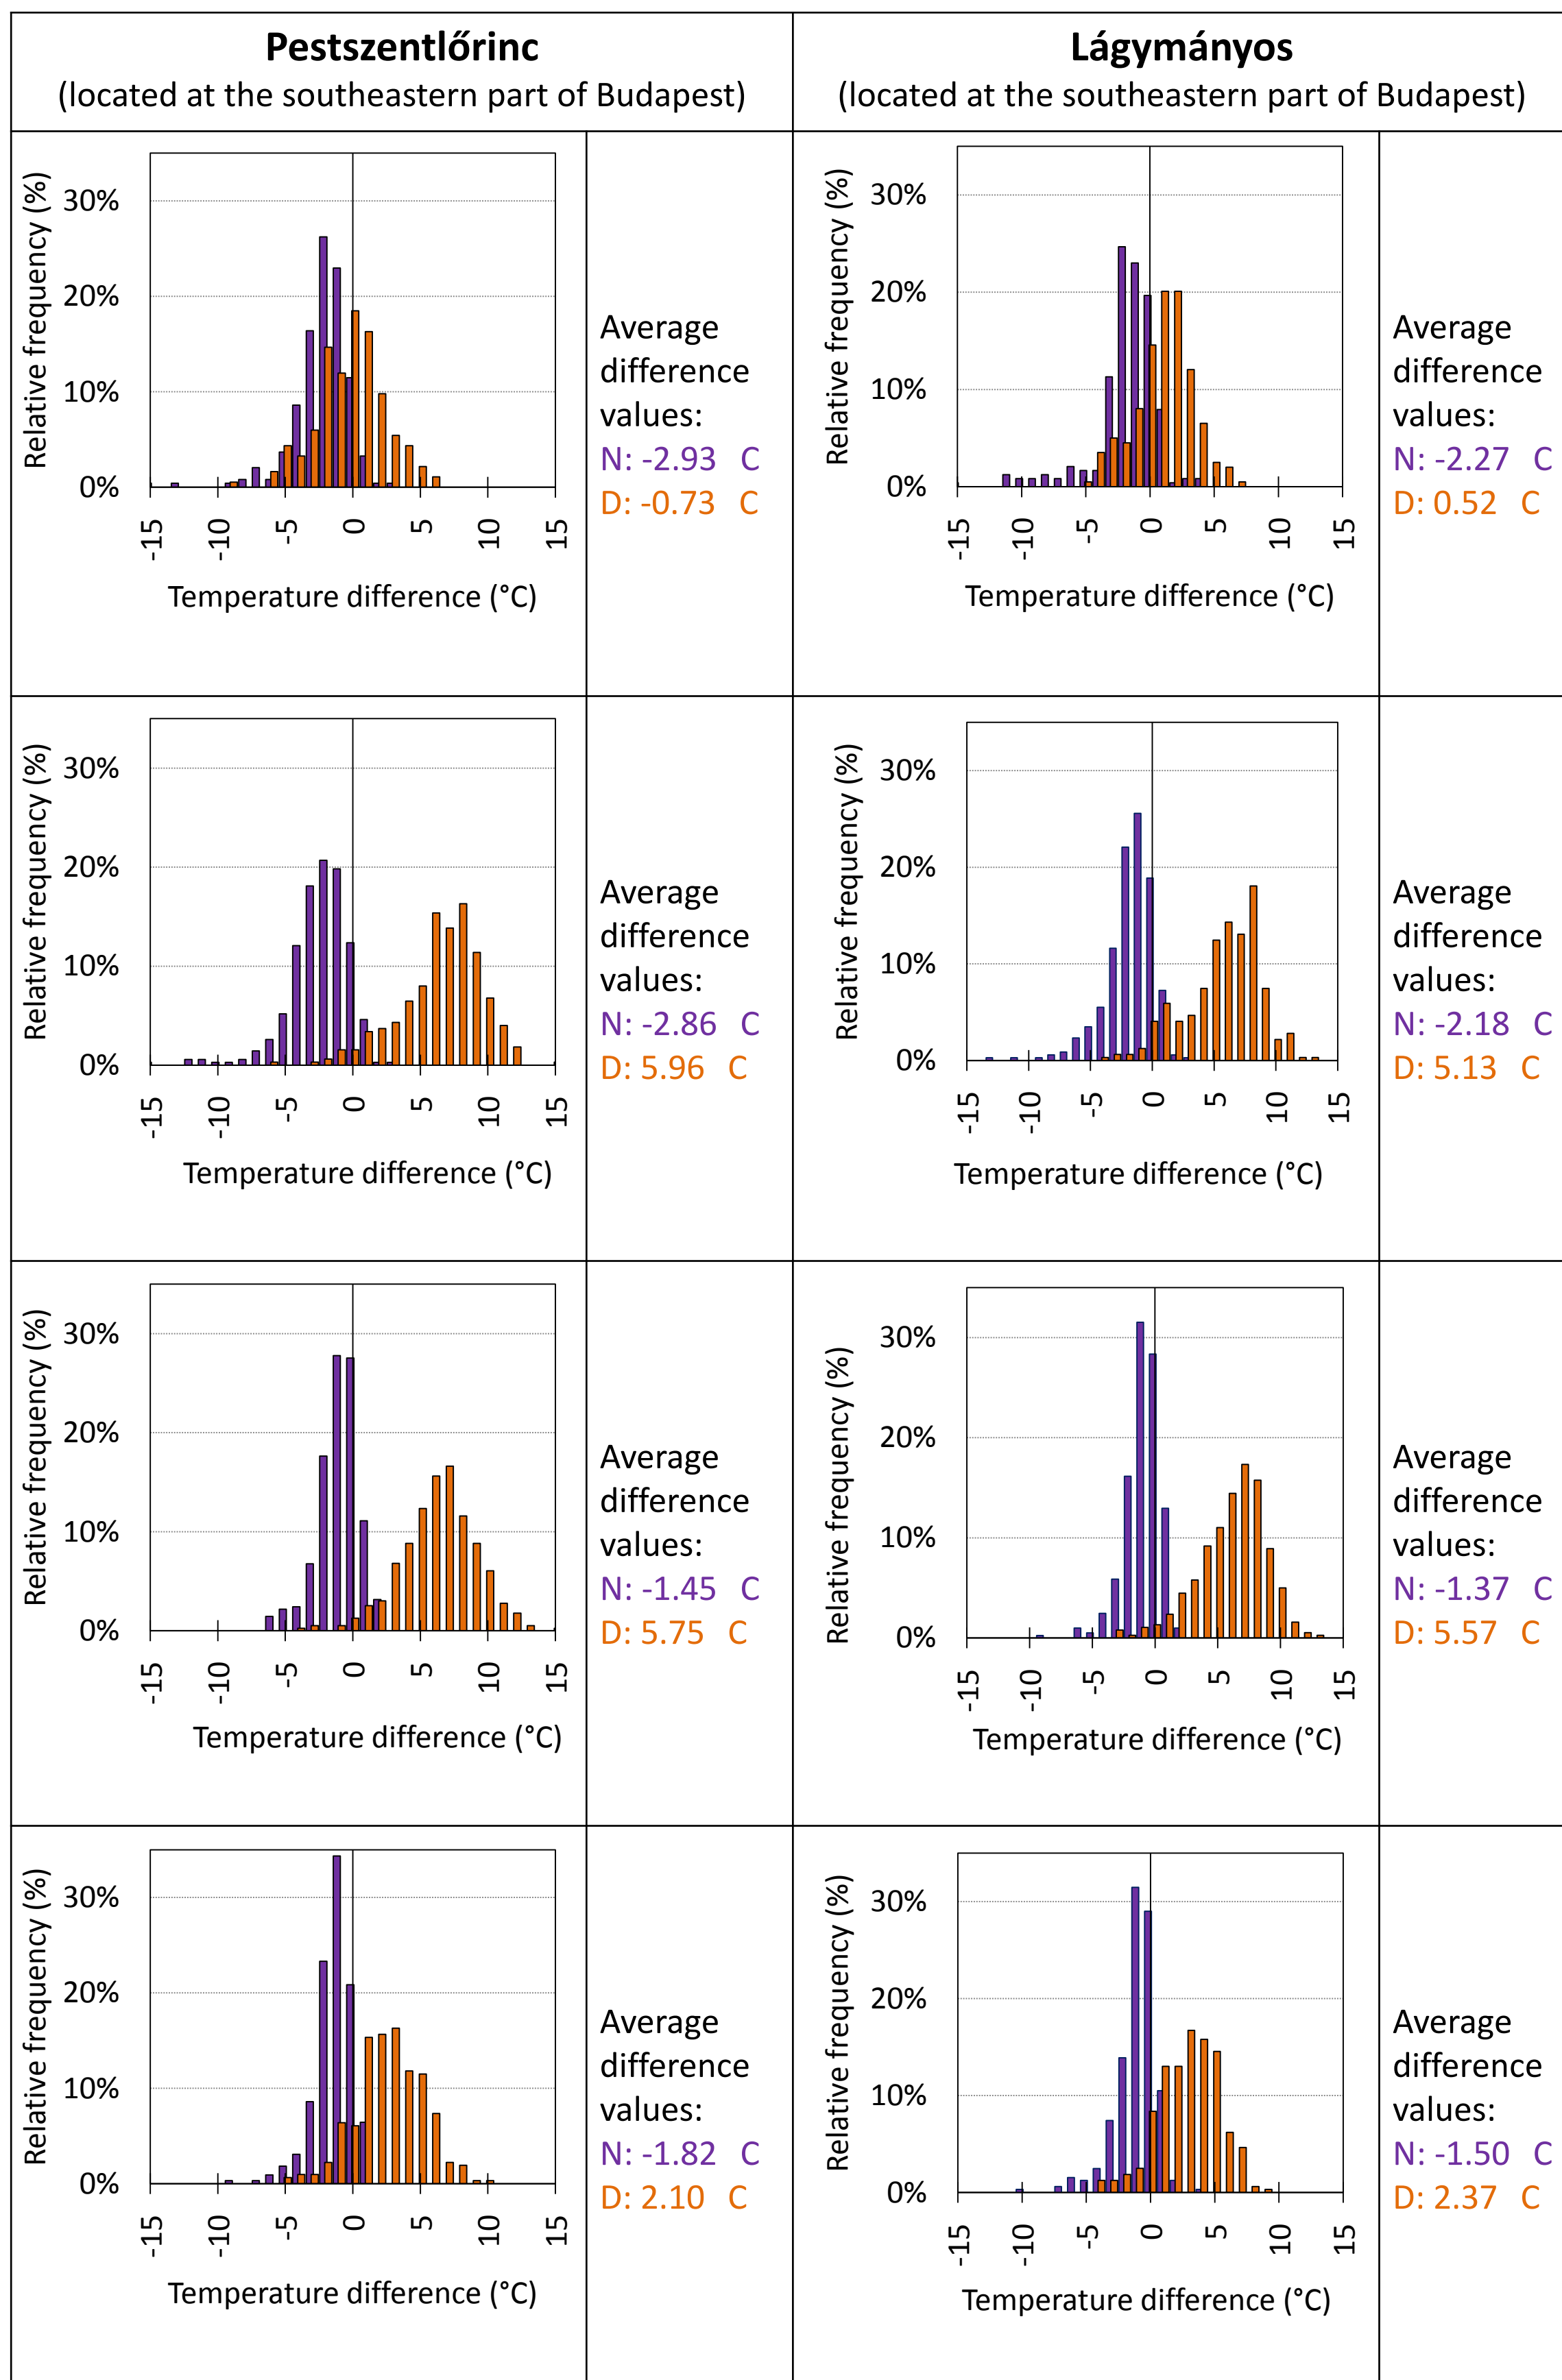 Pestszentlőrinc
(located at the southeastern part of Budapest)
Lágymányos
(located at the southeastern part of Budapest)
Relative frequency (%)
30%
20%
10%
0%
-15
-10
-5
0
5
10
15
Temperature difference (°C)
Average
difference
values:
N: -2.93 C
D: -0.73 C
Relative frequency (%)
30%
20%
10%
0%
-15
-10
-5
0
5
10
15
Temperature difference (°C)
Average
difference
values:
N: -2.27 C
D: 0.52 C
Relative frequency (%)
30%
20%
10%
0%
-15
-10
-5
0
5
10
15
Temperature difference (°C)
Average
difference
values:
N: -2.86 C
D: 5.96 C
Relative frequency (%)
30%
20%
10%
0%
-15
-10
-5
0
5
10
15
Temperature difference (°C)
Average
difference
values:
N: -2.18 C
D: 5.13 C
Relative frequency (%)
30%
20%
10%
0%
-15
-10
-5
0
5
10
15
Temperature difference (°C)
Average
difference
values:
N: -1.45 C
D: 5.75 C
Relative frequency (%)
30%
20%
10%
0%
-15
-10
-5
0
5
10
15
Temperature difference (°C)
Average
difference
values:
N: -1.37 C
D: 5.57 C
Relative frequency (%)
30%
20%
10%
0%
-15
-10
-5
0
5
10
15
Temperature difference (°C)
Average
difference
values:
N: -1.82 C
D: 2.10 C
Relative frequency (%)
30%
20%
10%
0%
-15
-10
-5
0
5
10
15
Temperature difference (°C)
Average
difference
values:
N: -1.50 C
D: 2.37 C